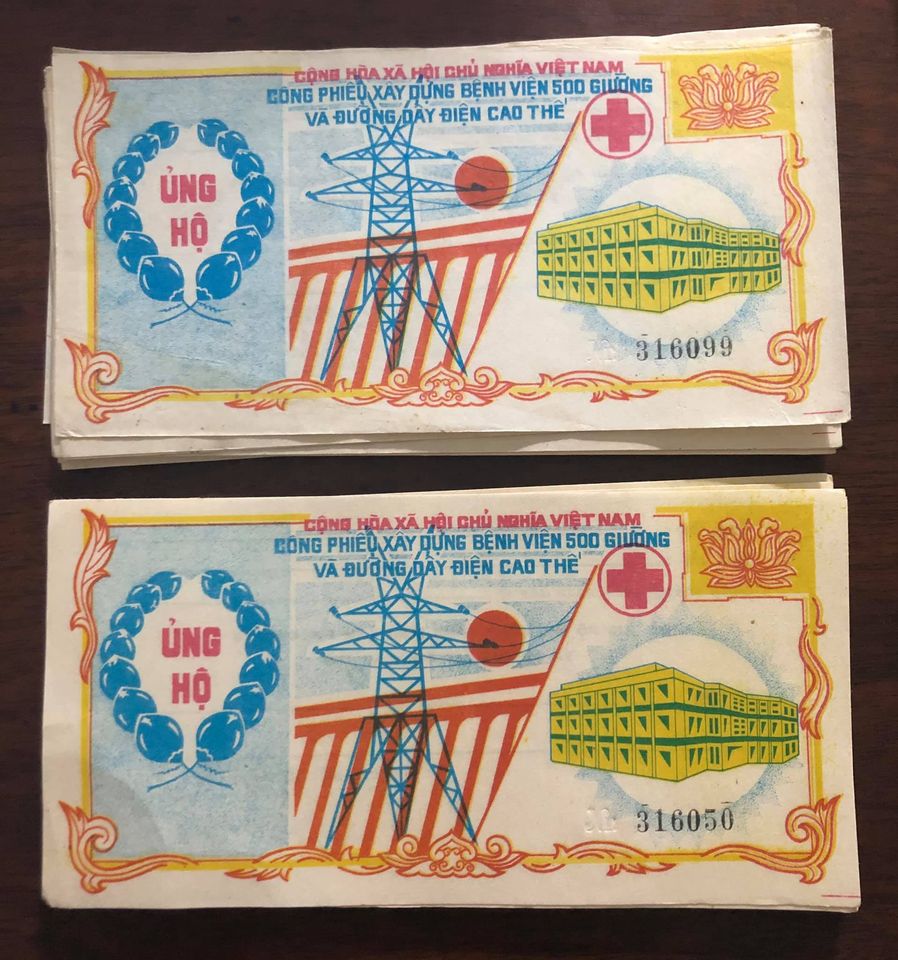 CỘNG HÒA XÃ HỘI CHỦ NGHĨA VIỆT NAM
CÔNG PHIẾU XÂY DỰNG BỆNH VIỆN 500 GIƯỜNG
VÀ ĐƯỜNG DÂY ĐIỆN CAO THẾ
ỦNG
HỘ
316099
CỘNG HÒA XÃ HỘI CHỦ NGHĨA VIỆT NAM
CÔNG PHIẾU XÂY DỰNG BỆNH VIỆN 500 GIƯỜNG
VÀ ĐƯỜNG DÂY ĐIỆN CAO THẾ
ỦNG
HỘ
316050